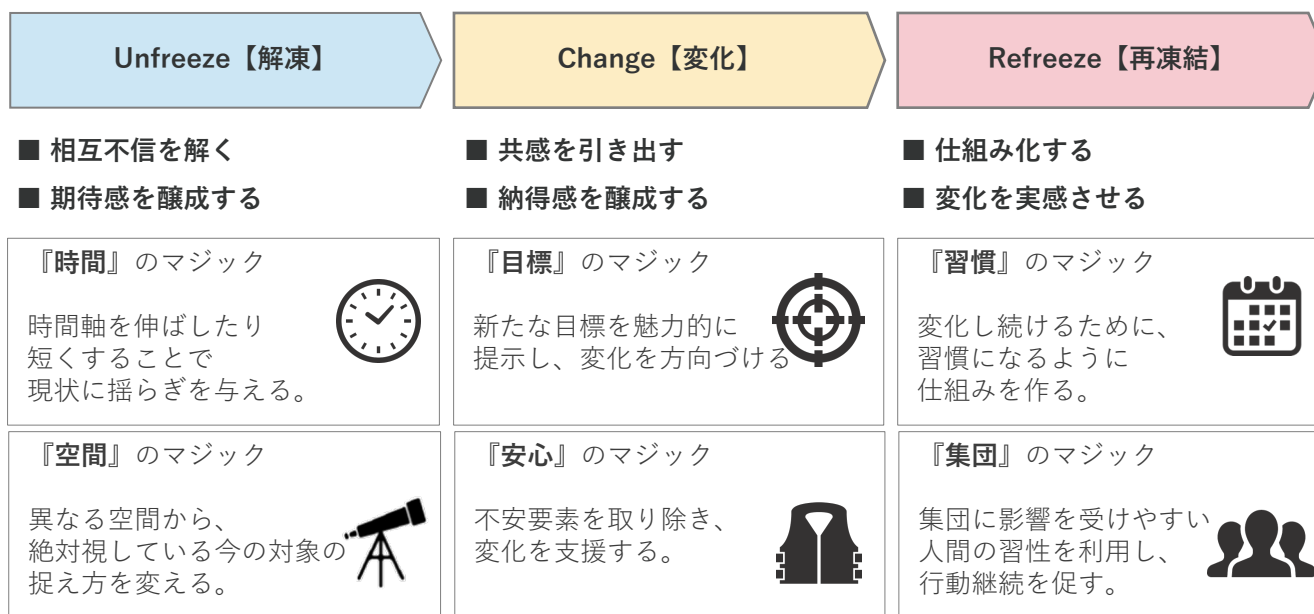 Unfreeze【解凍】
■ 相互不信を解く
■ 期待感を醸成する
『時間』のマジック
時間軸を伸ばしたり
短くすることで
現状に揺らぎを与える。
『空間』のマジック
異なる空間から、
絶対視している今の対象の
捉え方を変える。
Change【変化】
■ 共感を引き出す
■ 納得感を醸成する
『目標』のマジック
新たな目標を魅力的に
提示し、変化を方向づける
『安心』のマジック
不安要素を取り除き、
変化を支援する。
Refreeze【再凍結】
■ 仕組み化する
■ 変化を実感させる
『習慣』のマジック
変化し続けるために、
習慣になるように
仕組みを作る。
『集団』のマジック
集団に影響を受けやすい
人間の習性を利用し、
行動継続を促す。